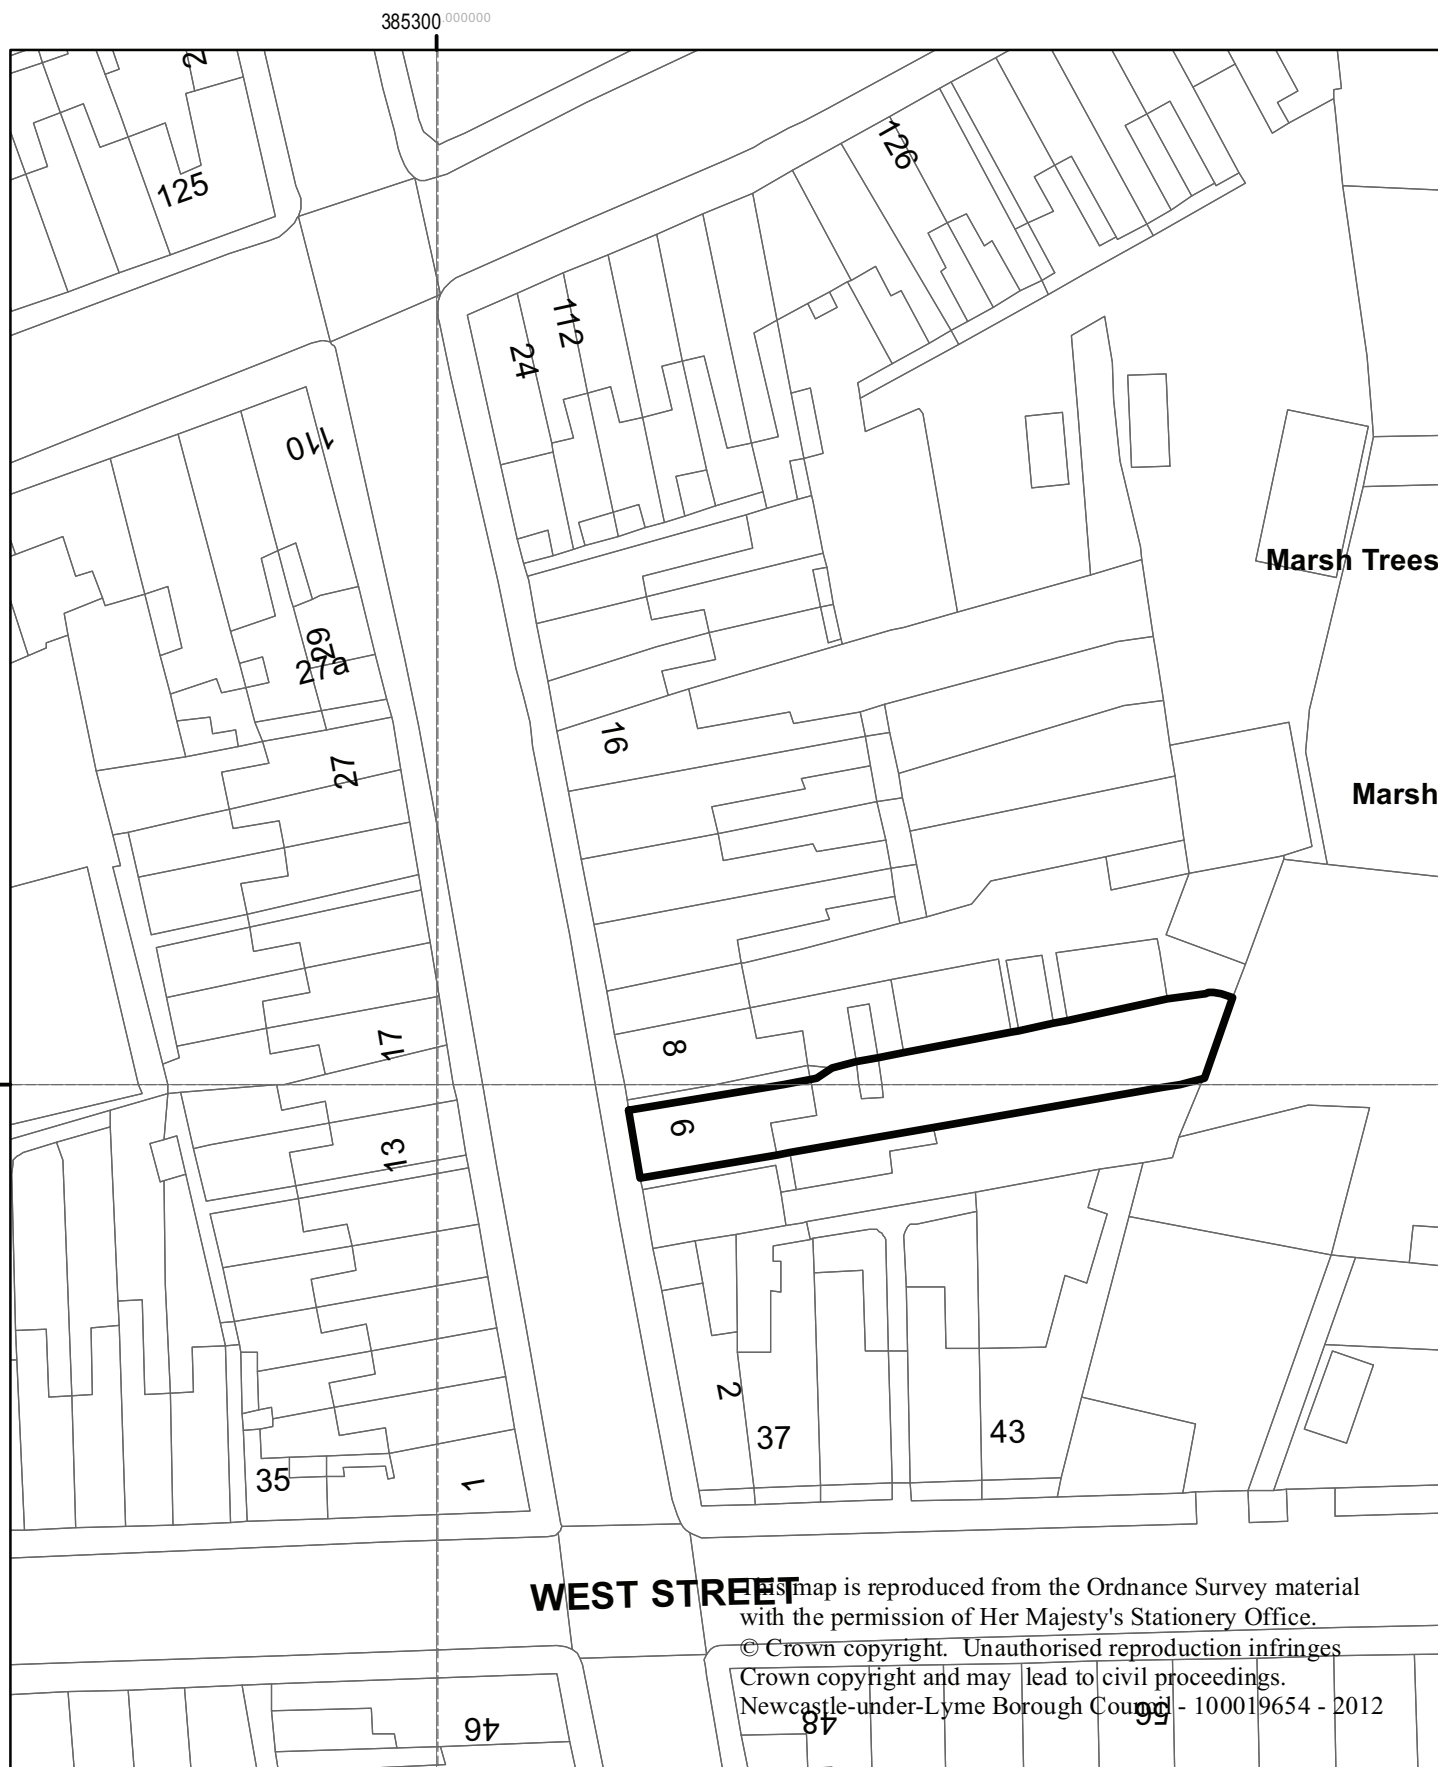 385300.000000
2
125
126
112
24
110
29
27a
Marsh Trees
16
27
Marsh
8
17
6
13
2
37
43
35
1
WEST STREET
This map is reproduced from the Ordnance Survey material
with the permission of Her Majesty's Stationery Office.
© Crown copyright. Unauthorised reproduction infringes
Crown copyright and may lead to civil proceedings.
Newcastle-under-Lyme Borough Council - 100019654 - 2012
46
48
56